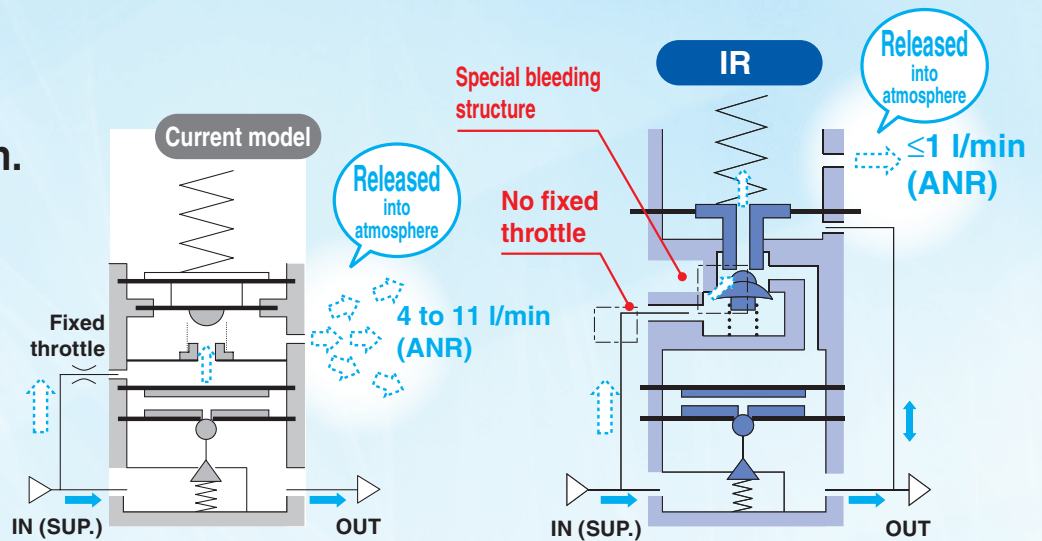 n.
Current model
Released
into
atmosphere
4 to 11 l/min
(ANR)
Fixed
throttle
IN (SUP.)
OUT
IR
Special bleeding
structure
No fixed
throttle
Released
into
atmosphere
≤1 l/min
(ANR)
IN (SUP.)
OUT